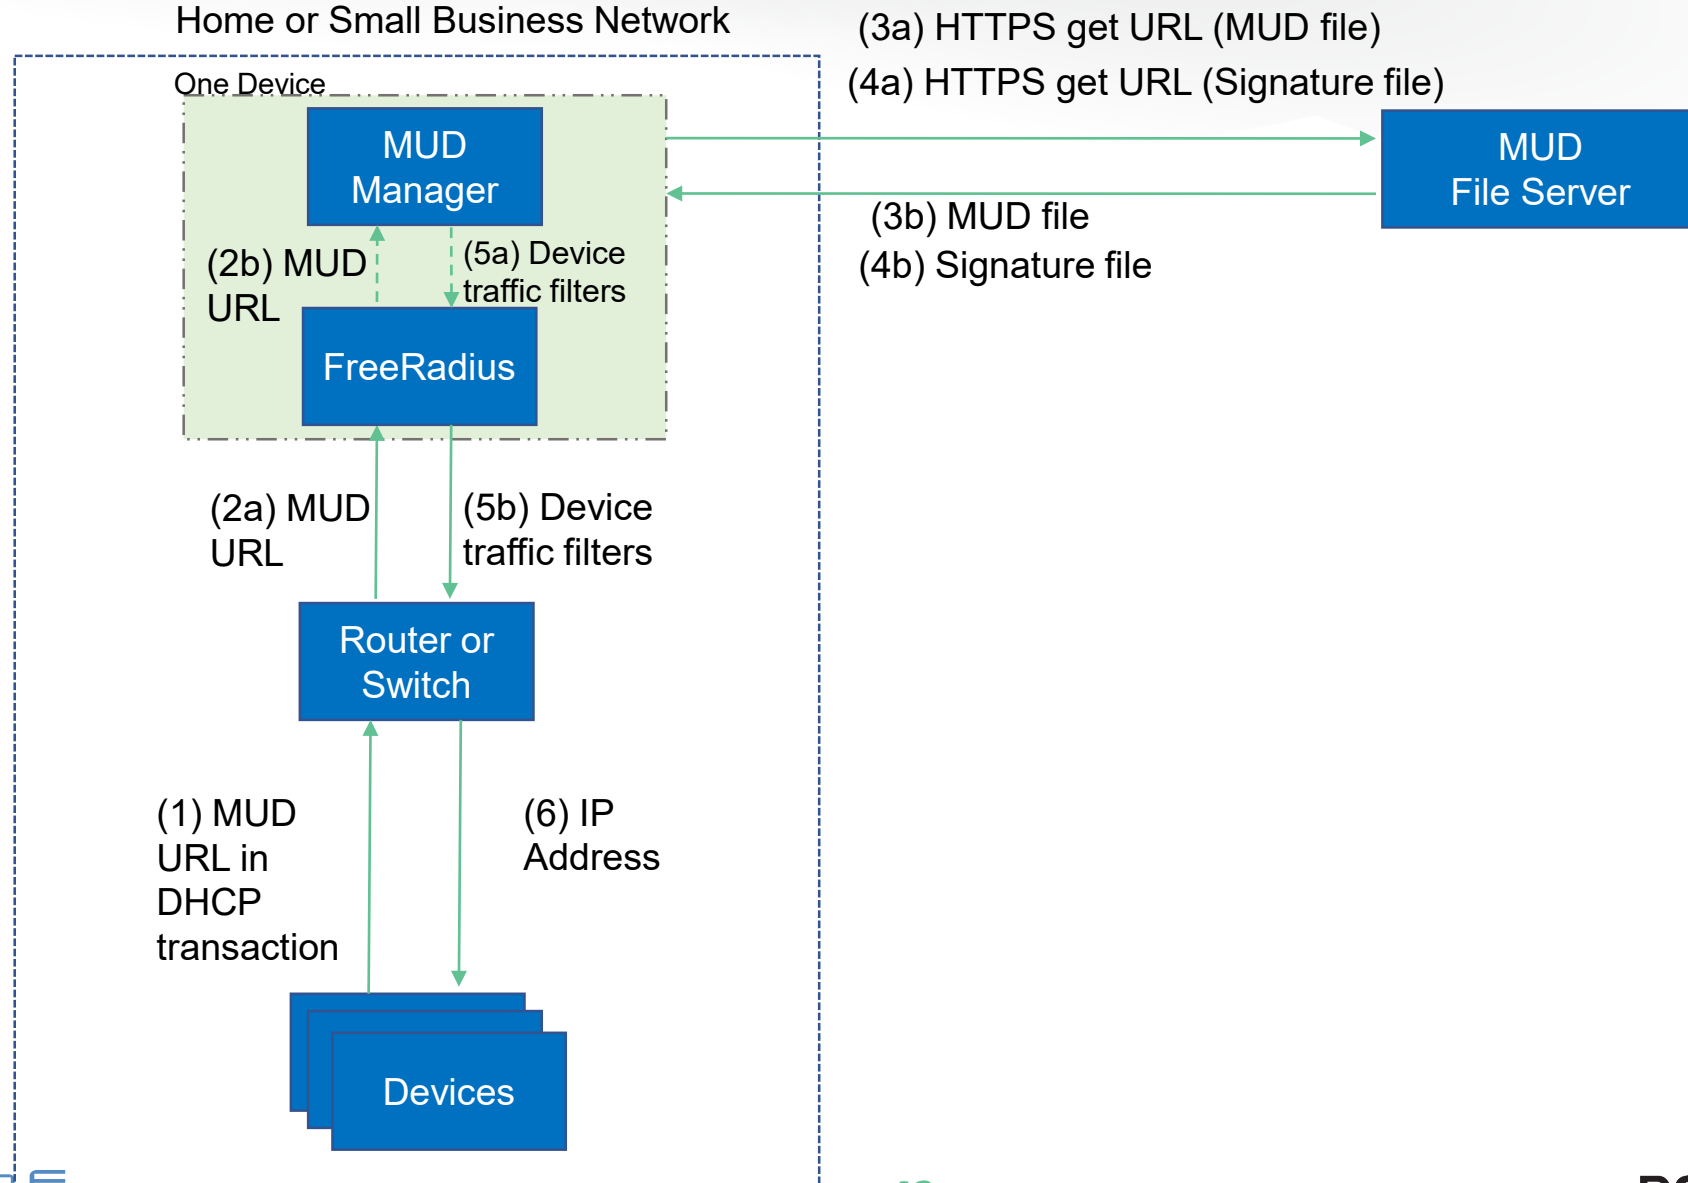 Home or Small Business Network
(3a) HTTPS get URL (MUD file)
(4a) HTTPS get URL (Signature file)
One Device
MUD
Manager
MUD
File Server
(3b) MUD file
(4b) Signature file
(2b) MUD
URL
(5a) Device
traffic filters
FreeRadius
(2a) MUD
URL
(5b) Device
traffic filters
Router or
Switch
(1) MUD
URL in
DHCP
transaction
(6) IP
Address
Devices